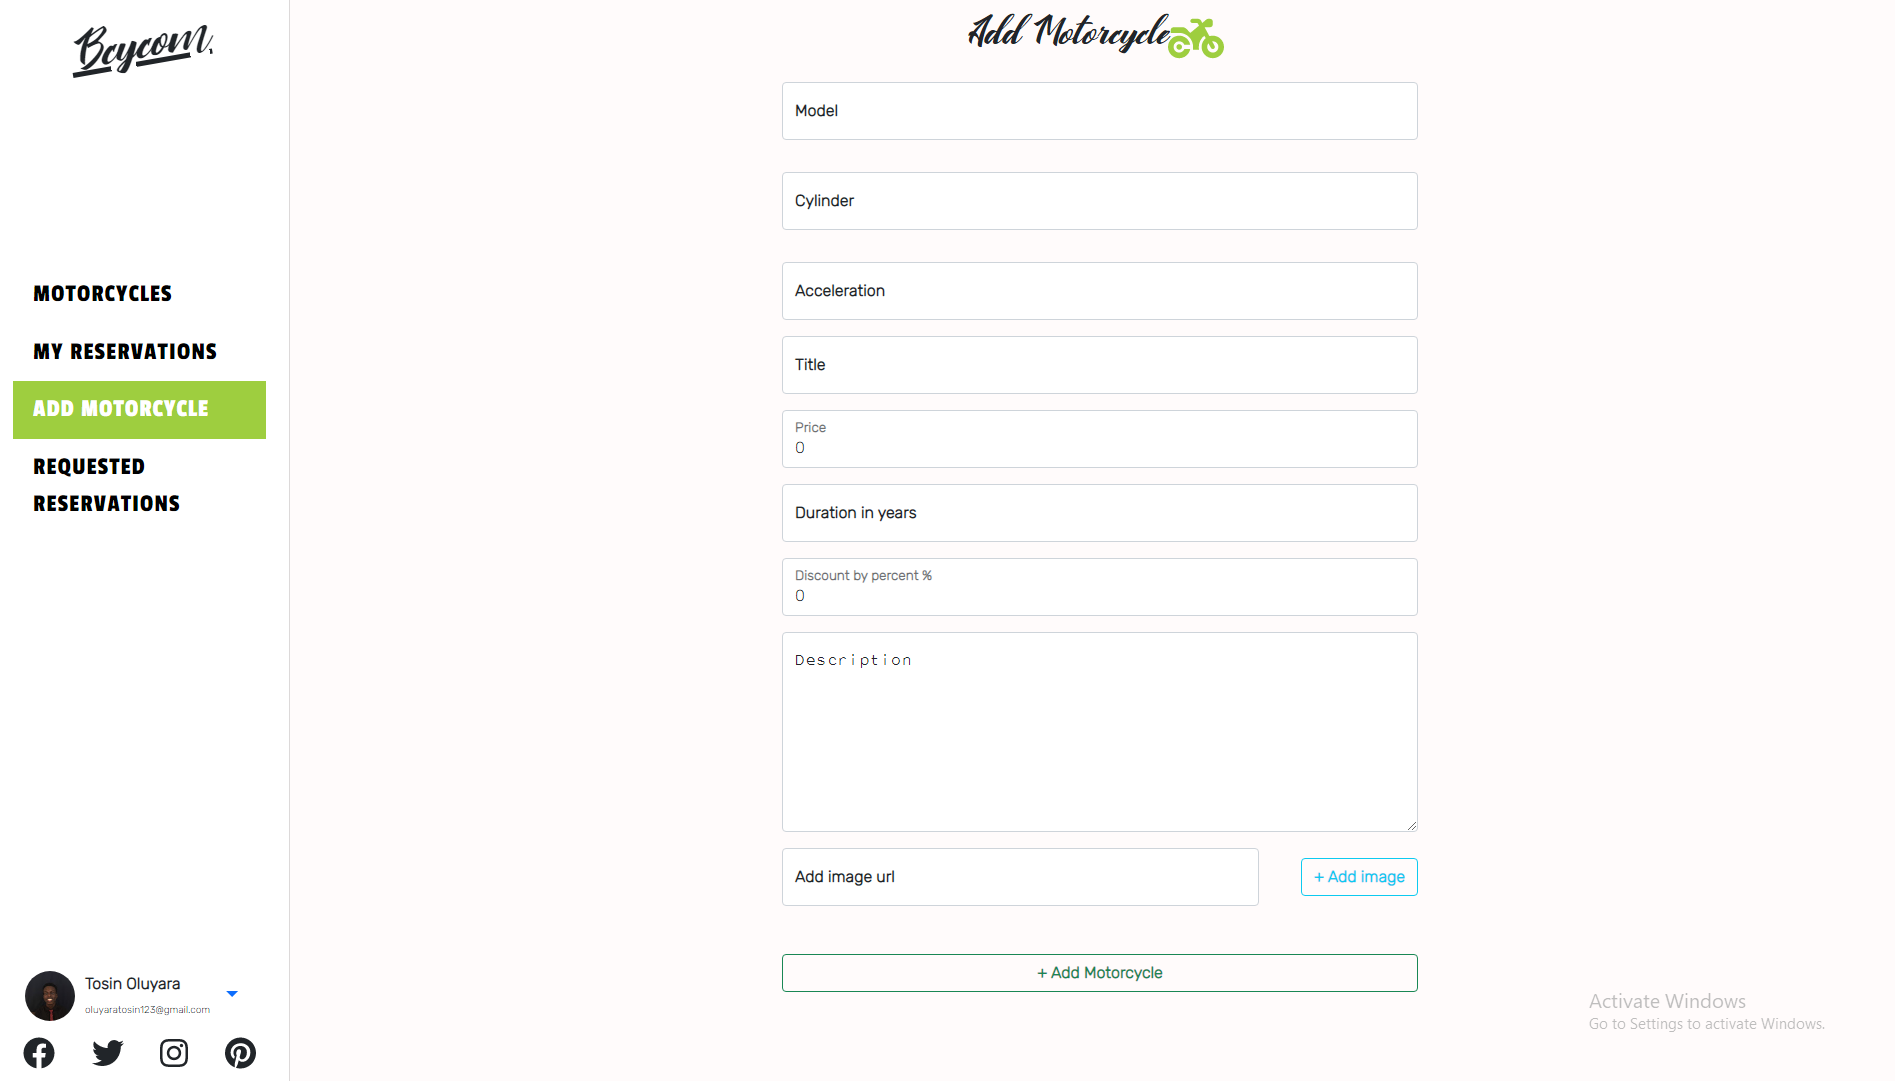 Bcycom.
MOTORCYCLES
MY RESERVATIONS
ADD MOTORCYCLE
REQUESTED
RESERVATIONS
Tosin Oluyara
oluyaratosin123@gmail.com
Add Motorcycle
Model
Cylinder
Acceleration
Title
Price
0
Duration in years
Discount by percent %
0
Description
Add image url
+ Add image
+ Add Motorcycle
Activate Windows
Go to Settings to activate Windows.